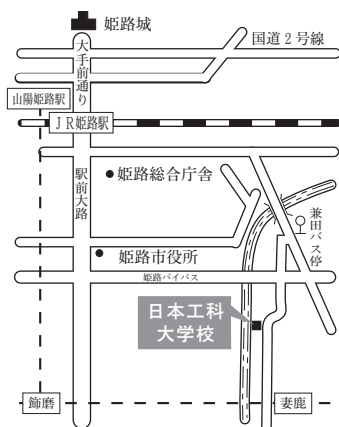 姫路城
国道2号線
大手前通り
山陽姫路駅
JR姫路駅
駅前大路
姫路総合庁舎
兼田バス停
姫路市役所
姫路バイパス
日本工科
大学校
飾磨
妻鹿